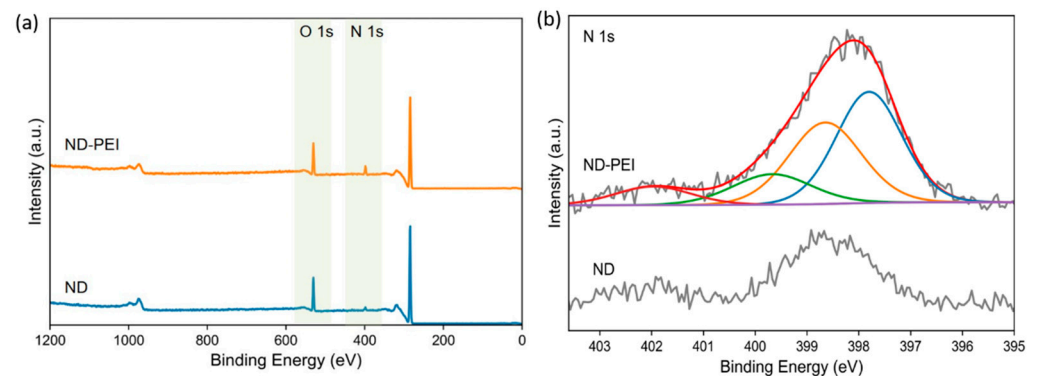 (a)
O 1s N 1s
ND-PEI
ND
Intensity (a.u.)
1200 1000 800 600 400 200 0
Binding Energy (eV)
(b)
N 1s
ND-PEI
ND
Intensity (a.u.)
403 402 401 400 399 398 397 396 395
Binding Energy (eV)